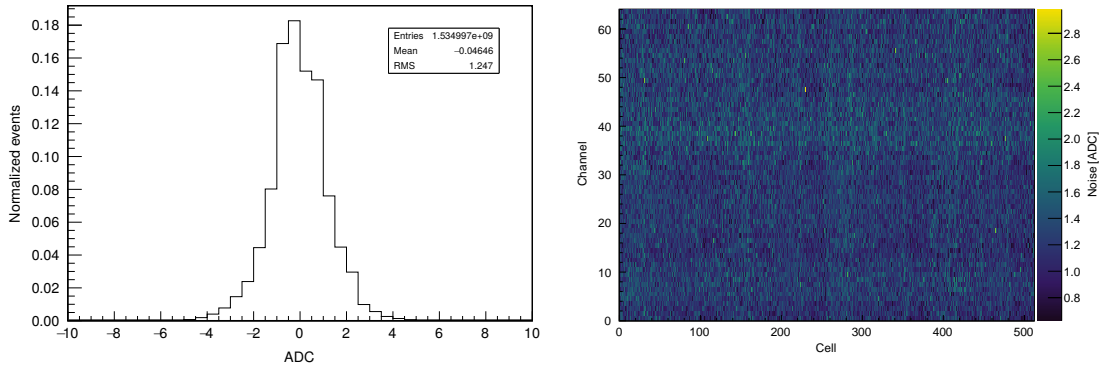 0.18
0.16
0.14
0.12
0.10
0.08
0.06
0.04
0.02
0.00
Normalized events
−10 −8 −6 −4 −2 0 2 4 6 8 10
ADC
Entries 1.534997e+09
Mean −0.04646
RMS 1.247
60
50
40
30
20
10
0
Channel
0 100 200 300 400 500
Cell
2.8
2.6
2.4
2.2
2.0
1.8
1.6
1.4
1.2
1.0
0.8
Noise [ADC]